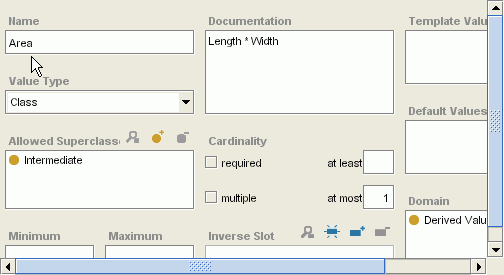 Name
Area
Value Type
Class
Allowed Superclass
Intermediate
Minimum
Maximum
Documentation
Length * Width
Cardinality
required
at least
multiple
at most
1
Inverse Slot
Template Valu
Default Values
Domain
Derived Valu